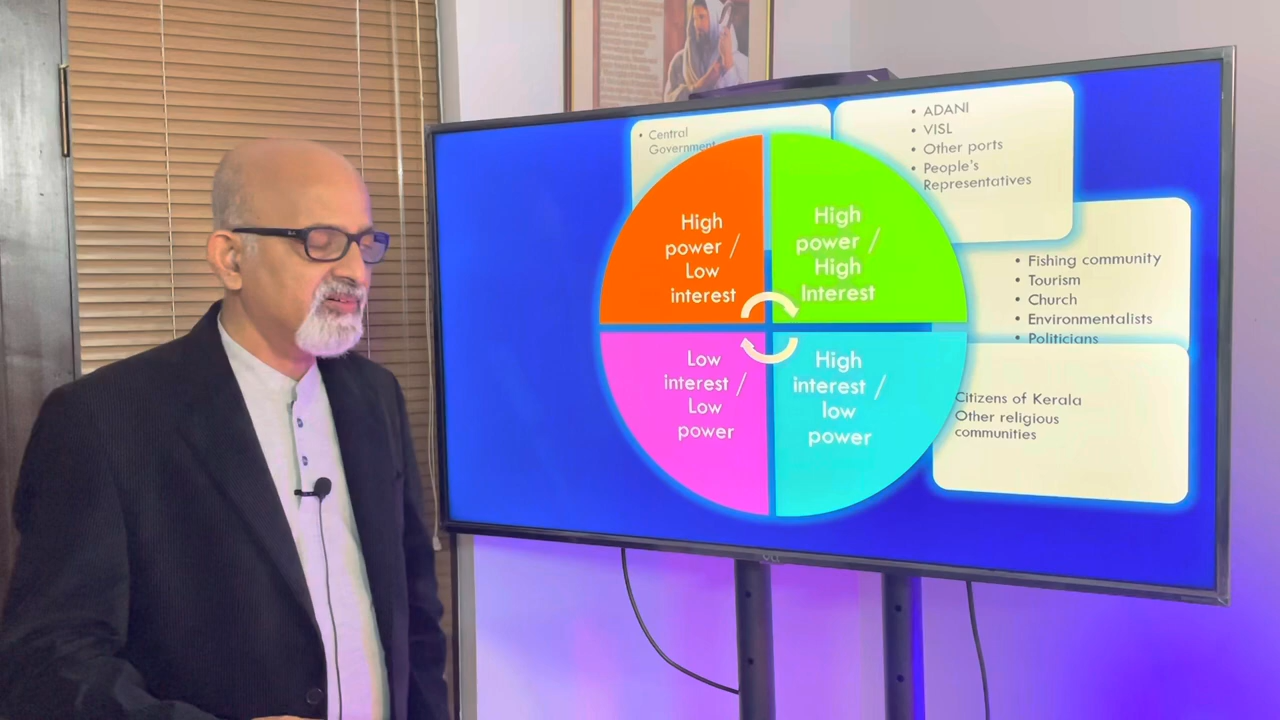 • Central
Government
• ADANI
• VISL
• Other ports
• People's
Representatives
High
power /
Low
interest
High
power /
High
Interest
• Fishing community
• Tourism
• Church
• Environmentalists
• Politicians
Low
interest /
Low
power
High
interest /
low
power
Citizens of Kerala
Other religious
communities